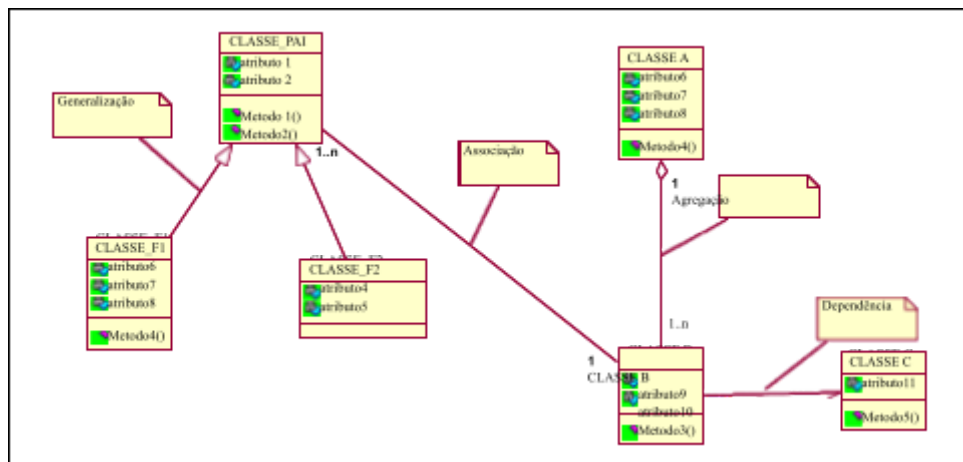 CLASSE_PAI
atributo 1
atributo 2
Metodo 1()
Metodo2()
Generalização
1..n
CLASSE_F1
atributo6
atributo7
atributo8
Metodo4()
CLASSE_F2
atributo4
atributo5
Associação
CLASSE A
atributo6
atributo7
atributo8
Metodo4()
1
Agregação
1..n
1
CLASSE B
atributo9
atributo10
Metodo3()
Dependência
CLASSE C
atributo11
Metodo5()